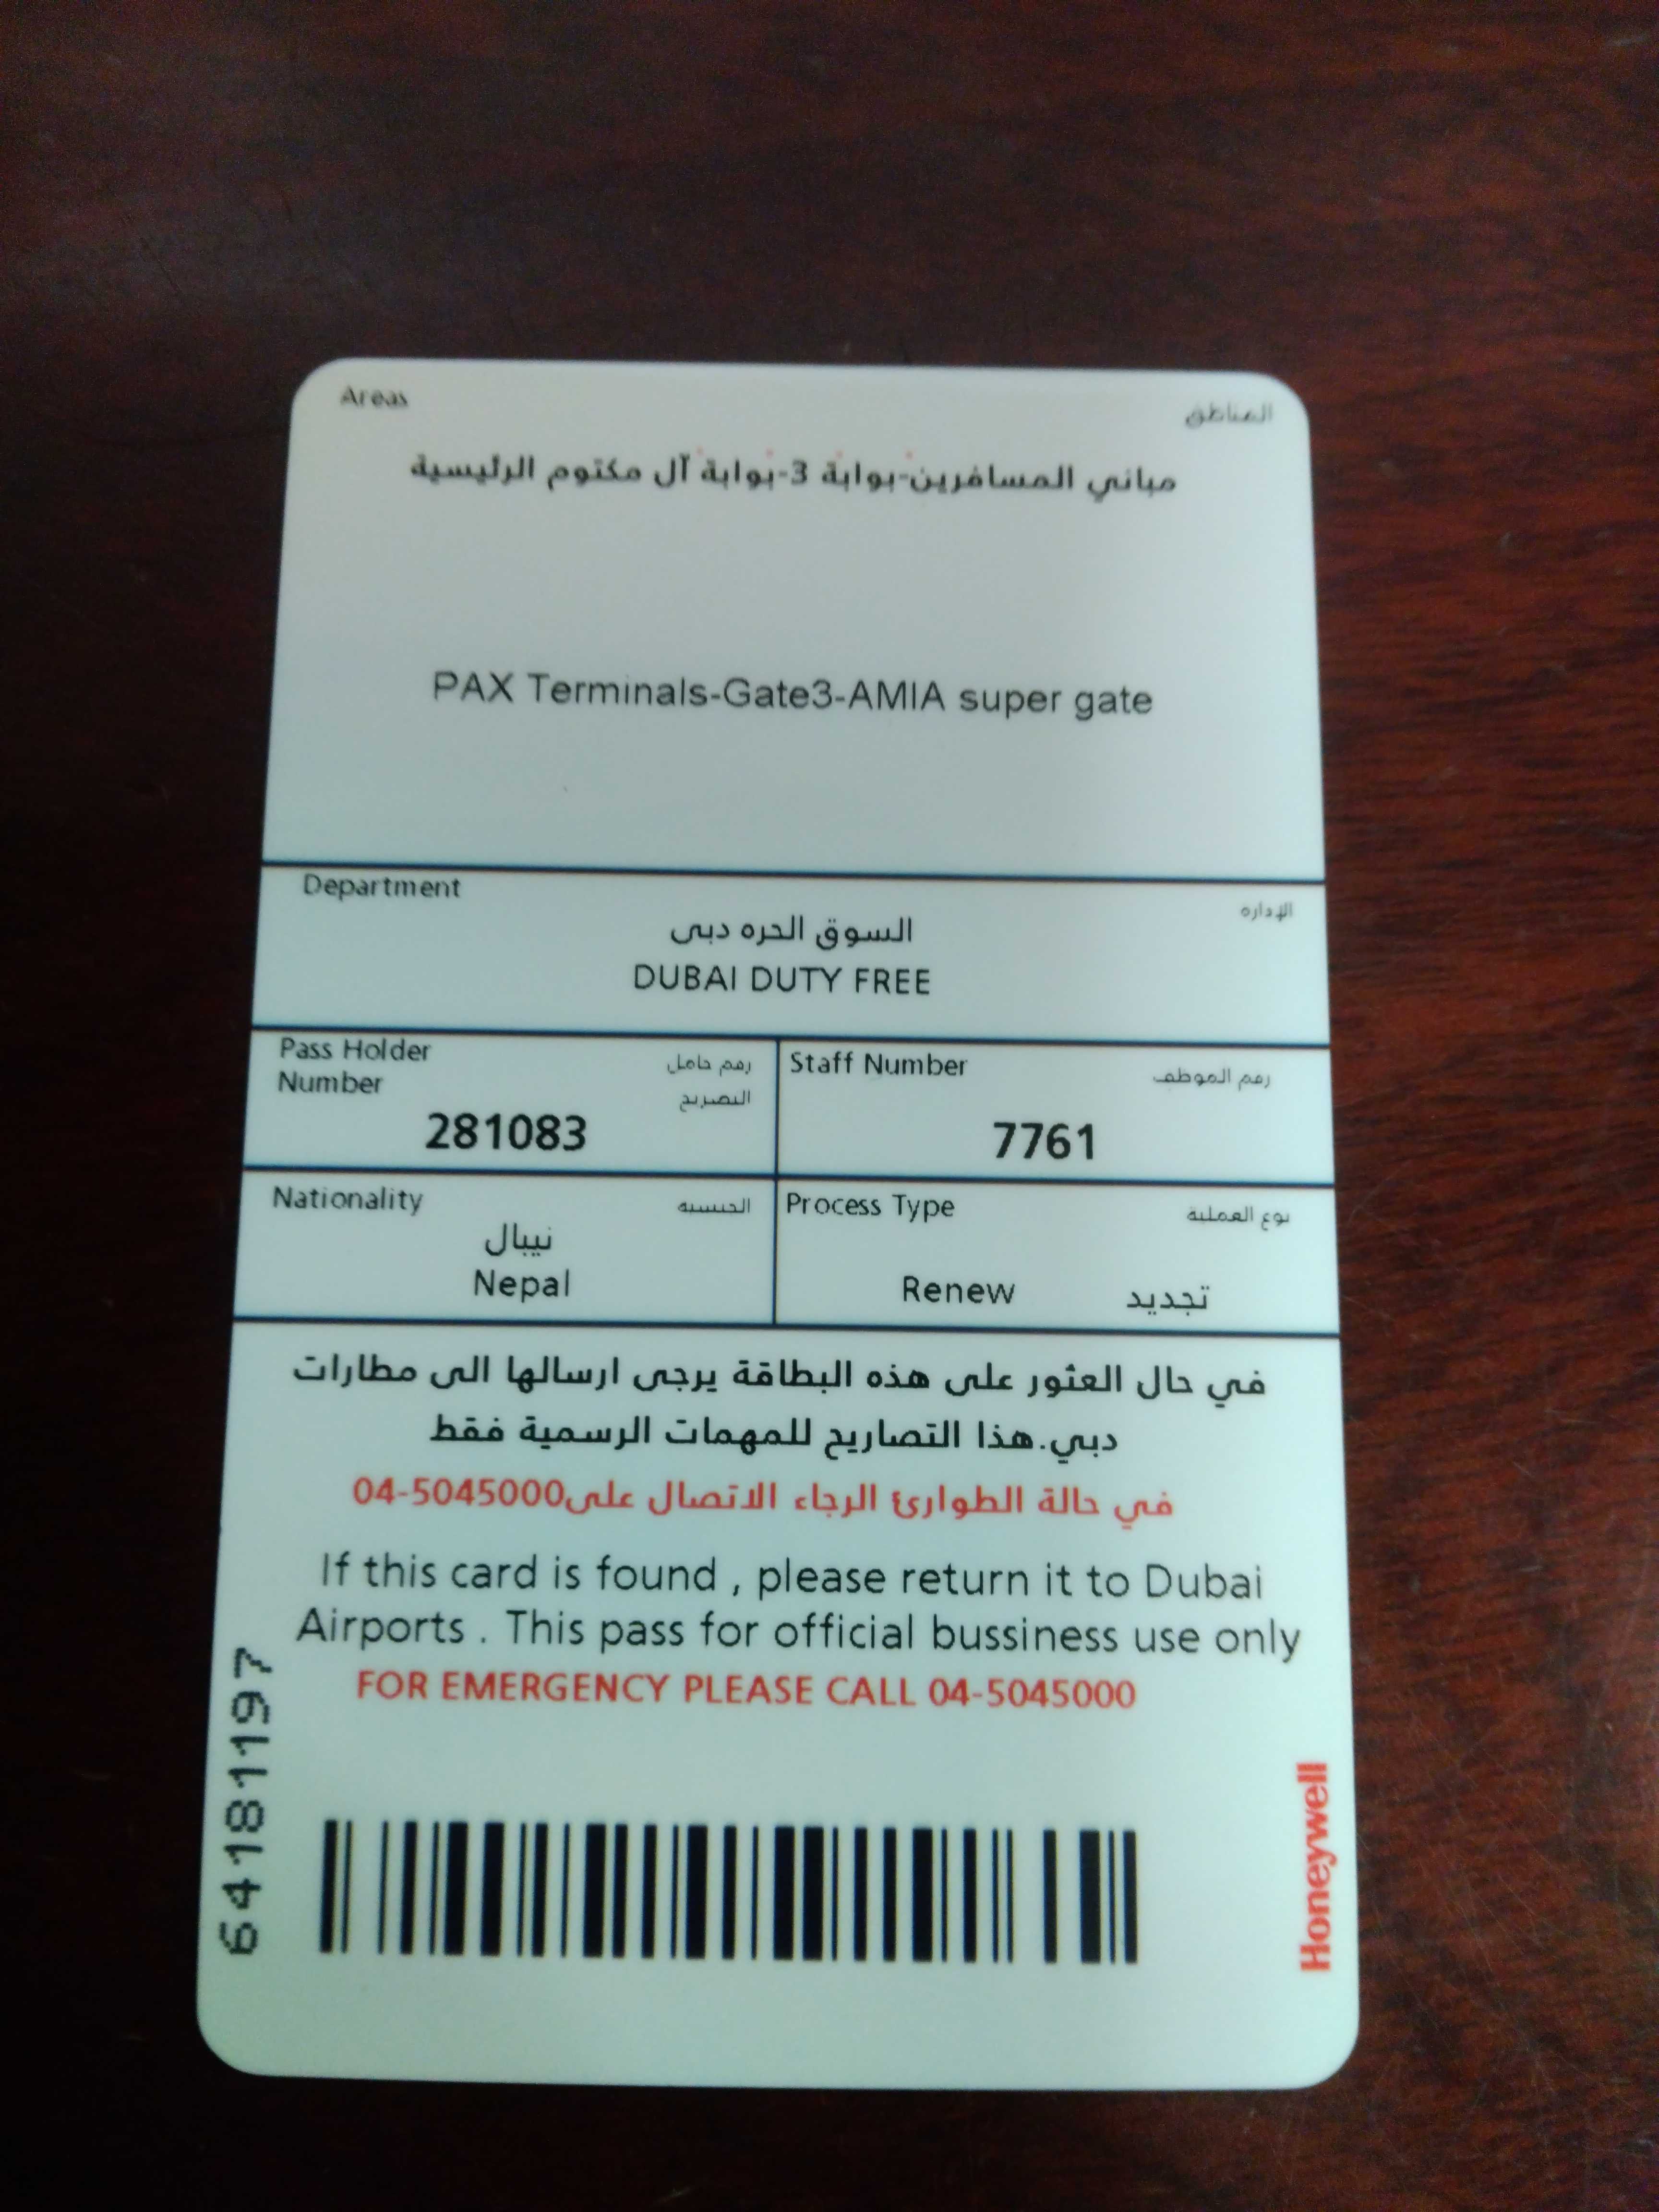 Areas المناطق
مباني المسافرين-بوابة 3-بوابة آل مكتوم الرئيسية
PAX Terminals-Gate3-AMIA super gate
Department الإدارة
السوق الحره دبى
DUBAI DUTY FREE
Pass Holder رقم حامل
Number التصريح
281083
Staff Number رقم الموظف
7761
Nationality الجنسية
نيبال
Nepal
Process Type نوع العملية
Renew تجديد
في حال العثور على هذه البطاقة يرجى ارسالها الى مطارات
دبي.هذا التصاريح للمهمات الرسمية فقط
في حالة الطوارئ الرجاء الاتصال على04-5045000
If this card is found , please return it to Dubai
Airports . This pass for official bussiness use only
FOR EMERGENCY PLEASE CALL 04-5045000
64181197
Honeywell